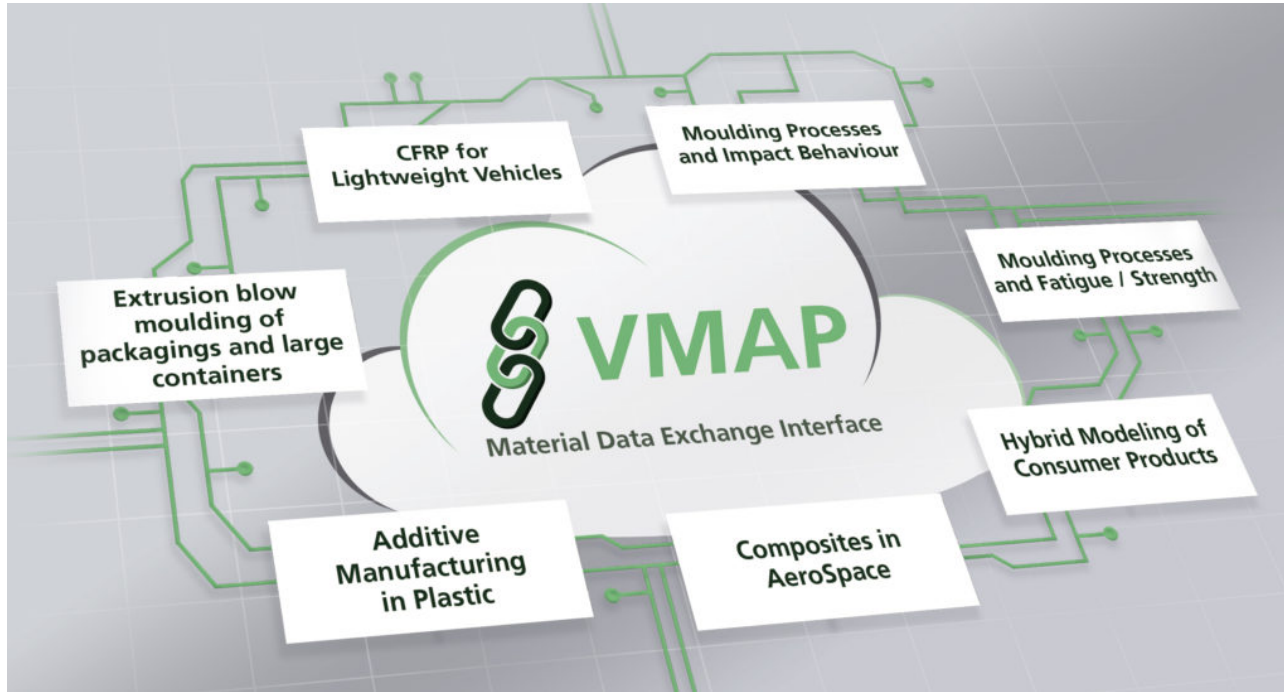 CFRP for
Lightweight Vehicles
Moulding Processes
and Impact Behaviour
Moulding Processes
and Fatigue / Strength
Extrusion blow
moulding of
packagings and large
containers
VMAP
Material Data Exchange Interface
Hybrid Modeling of
Consumer Products
Additive
Manufacturing
in Plastic
Composites in
AeroSpace